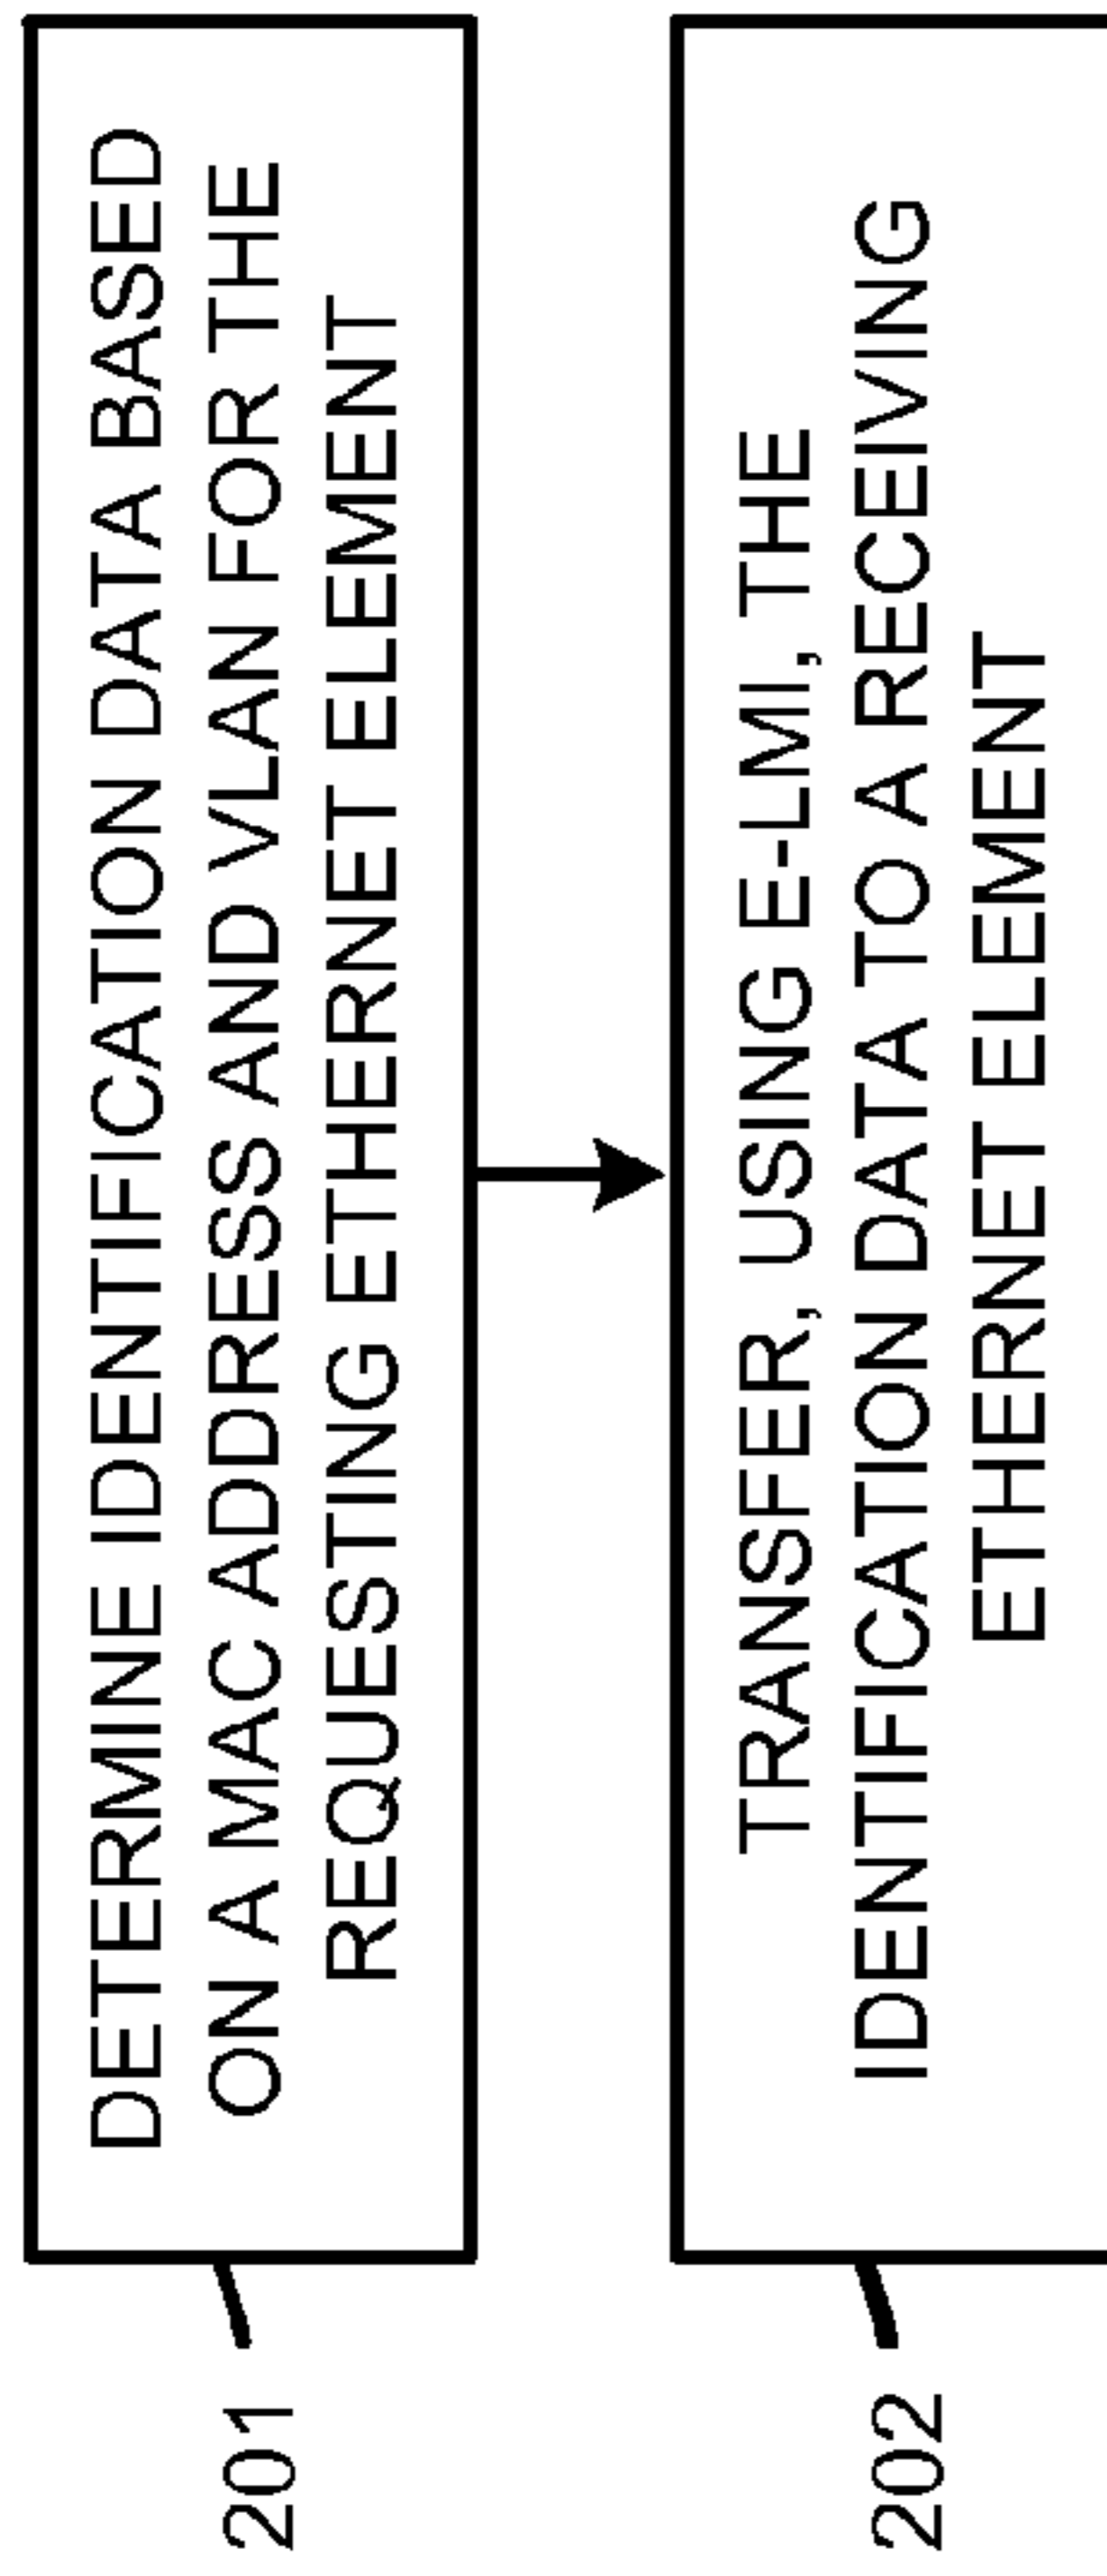 201
DETERMINE IDENTIFICATION DATA BASED
ON A MAC ADDRESS AND VLAN FOR THE
REQUESTING ETHERNET ELEMENT
202
TRANSFER, USING E-LMI, THE
IDENTIFICATION DATA TO A RECEIVING
ETHERNET ELEMENT